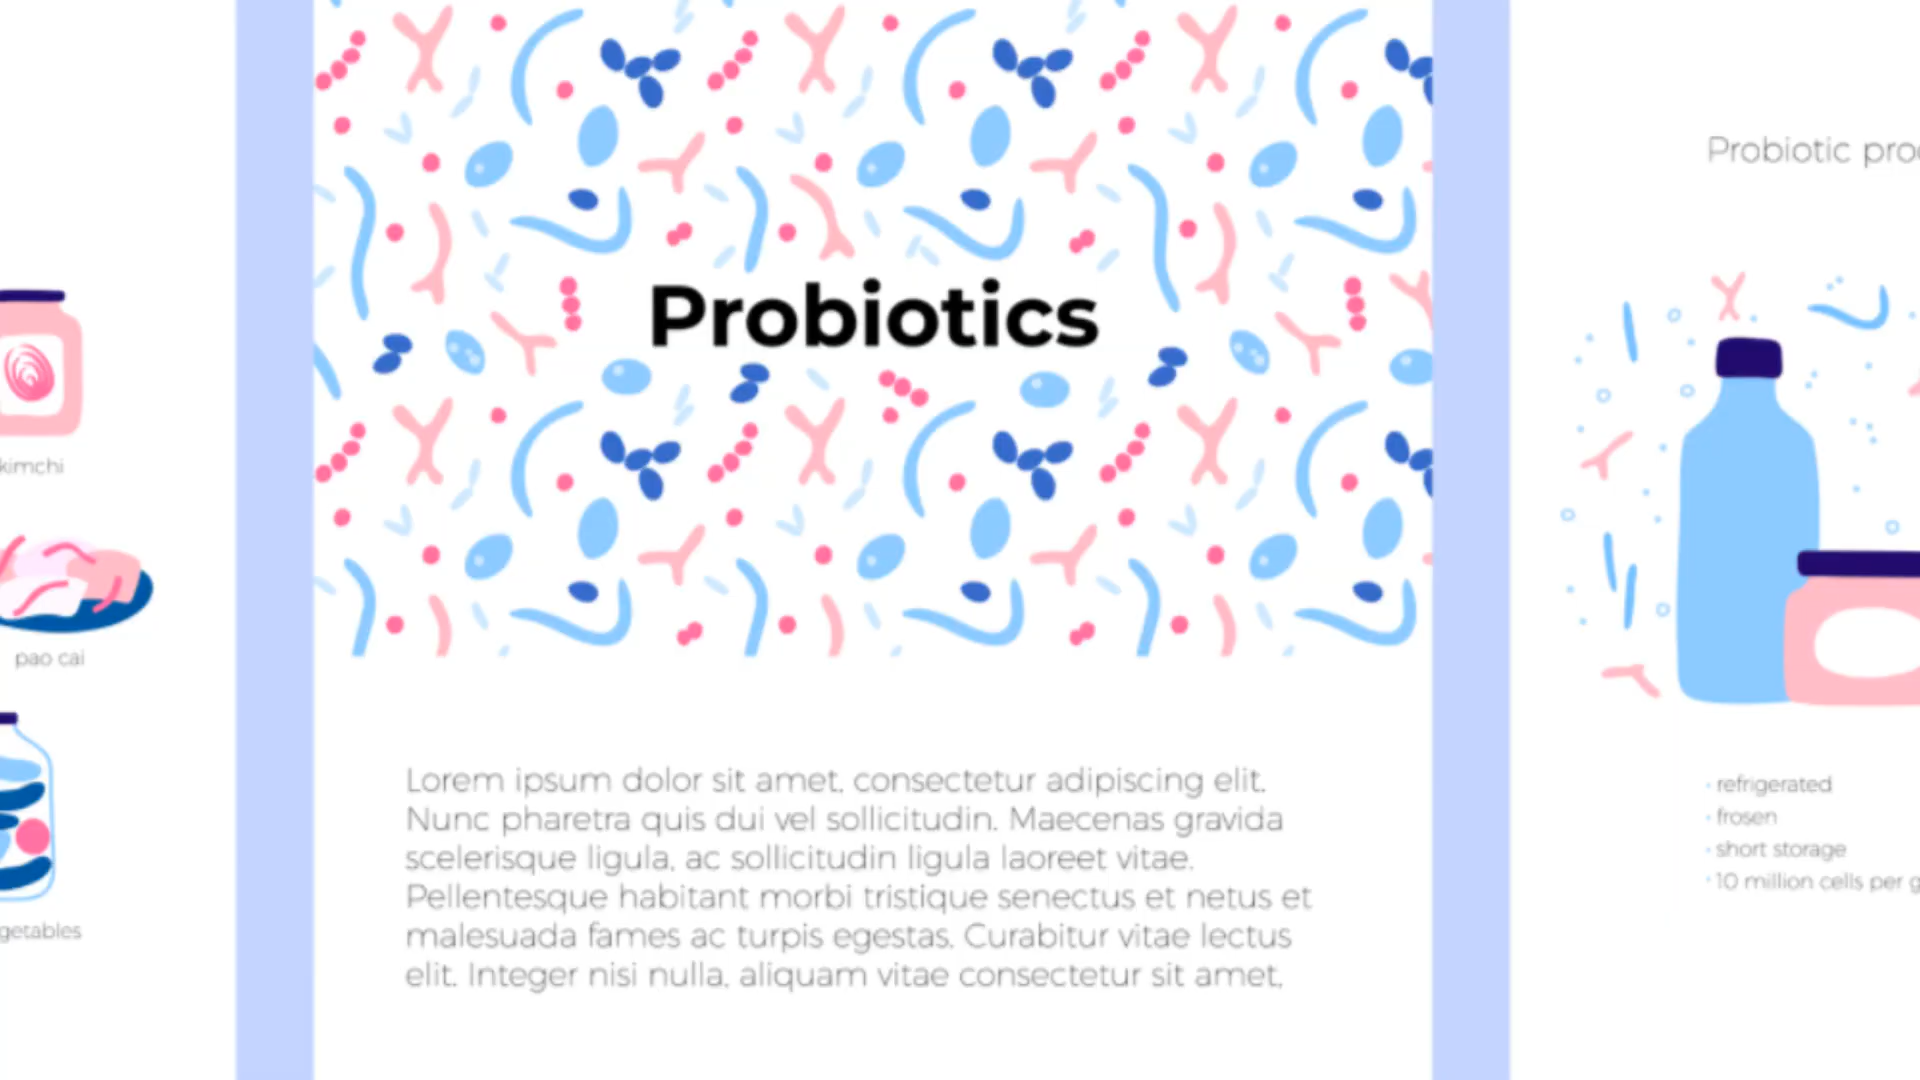 kimchi
pao cai
Probiotics
Lorem ipsum dolor sit amet, consectetur adipiscing elit.
Nunc pharetra quis dui vel sollicitudin. Maecenas gravida
scelerisque ligula, ac sollicitudin ligula laoreet vitae.
Pellentesque habitant morbi tristique senectus et netus et
malesuada fames ac turpis egestas. Curabitur vitae lectus
elit. Integer nisi nulla, aliquam vitae consectetur sit amet,
Probiotic
• refrigerated
• frosen
• short storage
• 10 million cells per